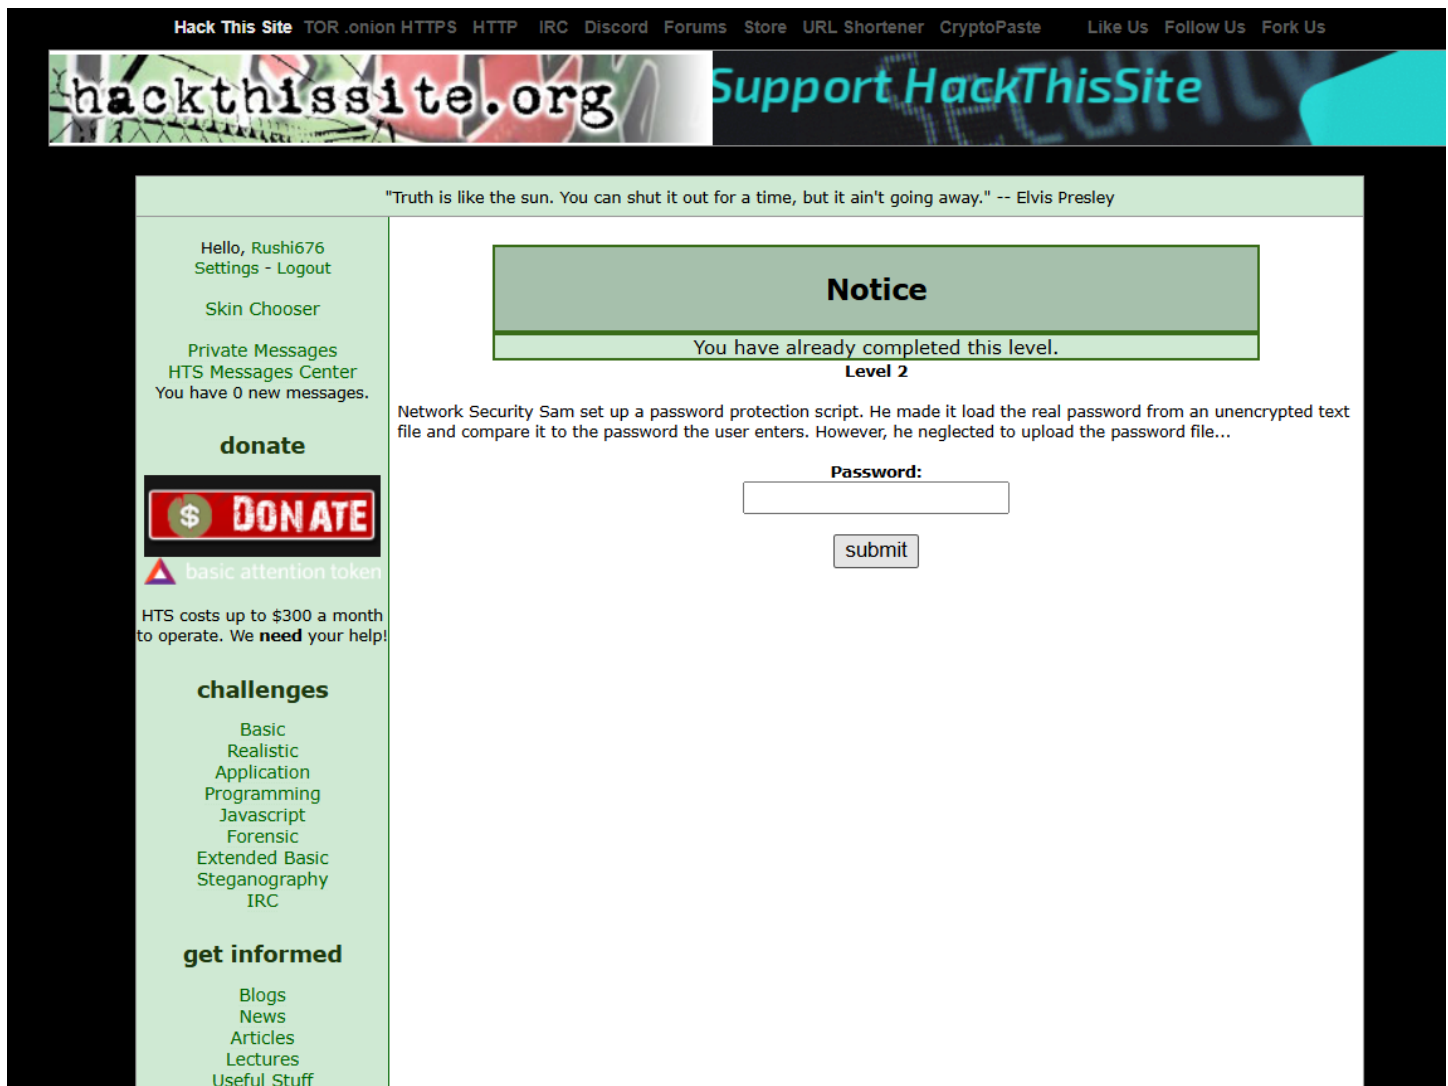 Hack This Site TOR .onion HTTPS HTTP IRC Discord Forums Store URL Shortener CryptoPaste Like Us Follow Us Fork Us
hackthissite.org
Support HackThisSite
Security
"Truth is like the sun. You can shut it out for a time, but it ain't going away." -- Elvis Presley
Hello, Rushi676
Settings - Logout
Skin Chooser
Private Messages
HTS Messages Center
You have 0 new messages.
donate
$ DONATE
basic attention token
HTS costs up to $300 a month
to operate. We need your help!
challenges
Basic
Realistic
Application
Programming
Javascript
Forensic
Extended Basic
Steganography
IRC
get informed
Blogs
News
Articles
Lectures
Useful Stuff
Notice
You have already completed this level.
Level 2
Network Security Sam set up a password protection script. He made it load the real password from an unencrypted text
file and compare it to the password the user enters. However, he neglected to upload the password file...
Password:
submit